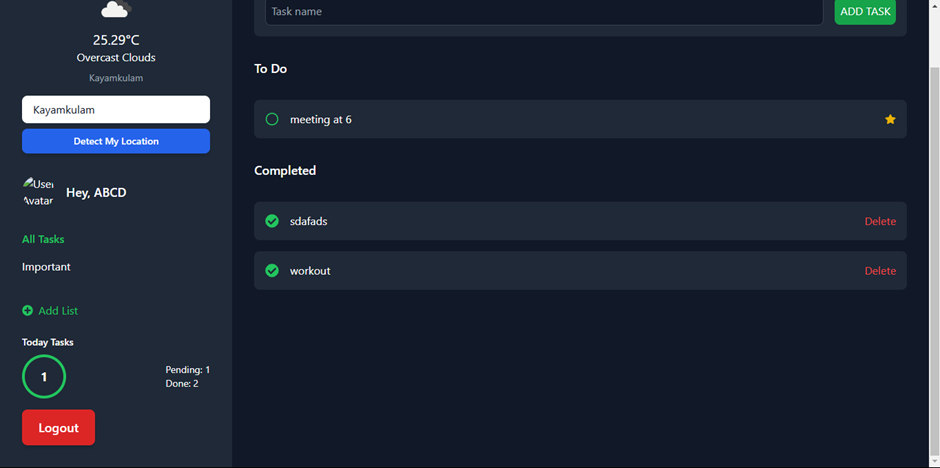 25.29°C
Overcast Clouds
Kayamkulam
Kayamkulam
Detect My Location
User Avatar
Hey, ABCD
All Tasks
Important
Add List
Today Tasks
1
Pending: 1
Done: 2
Logout
Task name
ADD TASK
To Do
meeting at 6
Completed
sdafads
Delete
workout
Delete